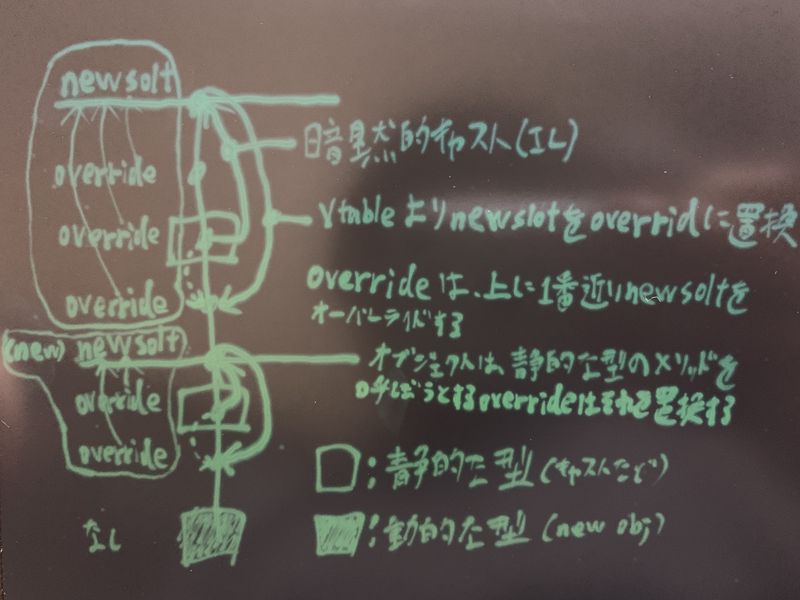 newsolt
暗黙的キャスト(IL)
override
vtableよりnewslotをoverridに置換
override
overrideは、上に1番近いnewsoltを
override
オーバーライドする
(new) newsolt
オブジェクトは、静的な型のメソッドを
override
呼ぼうとするoverrideはそれを置換する
override
:静的な型(キャストなど)
なし
:動的な型(new obj)